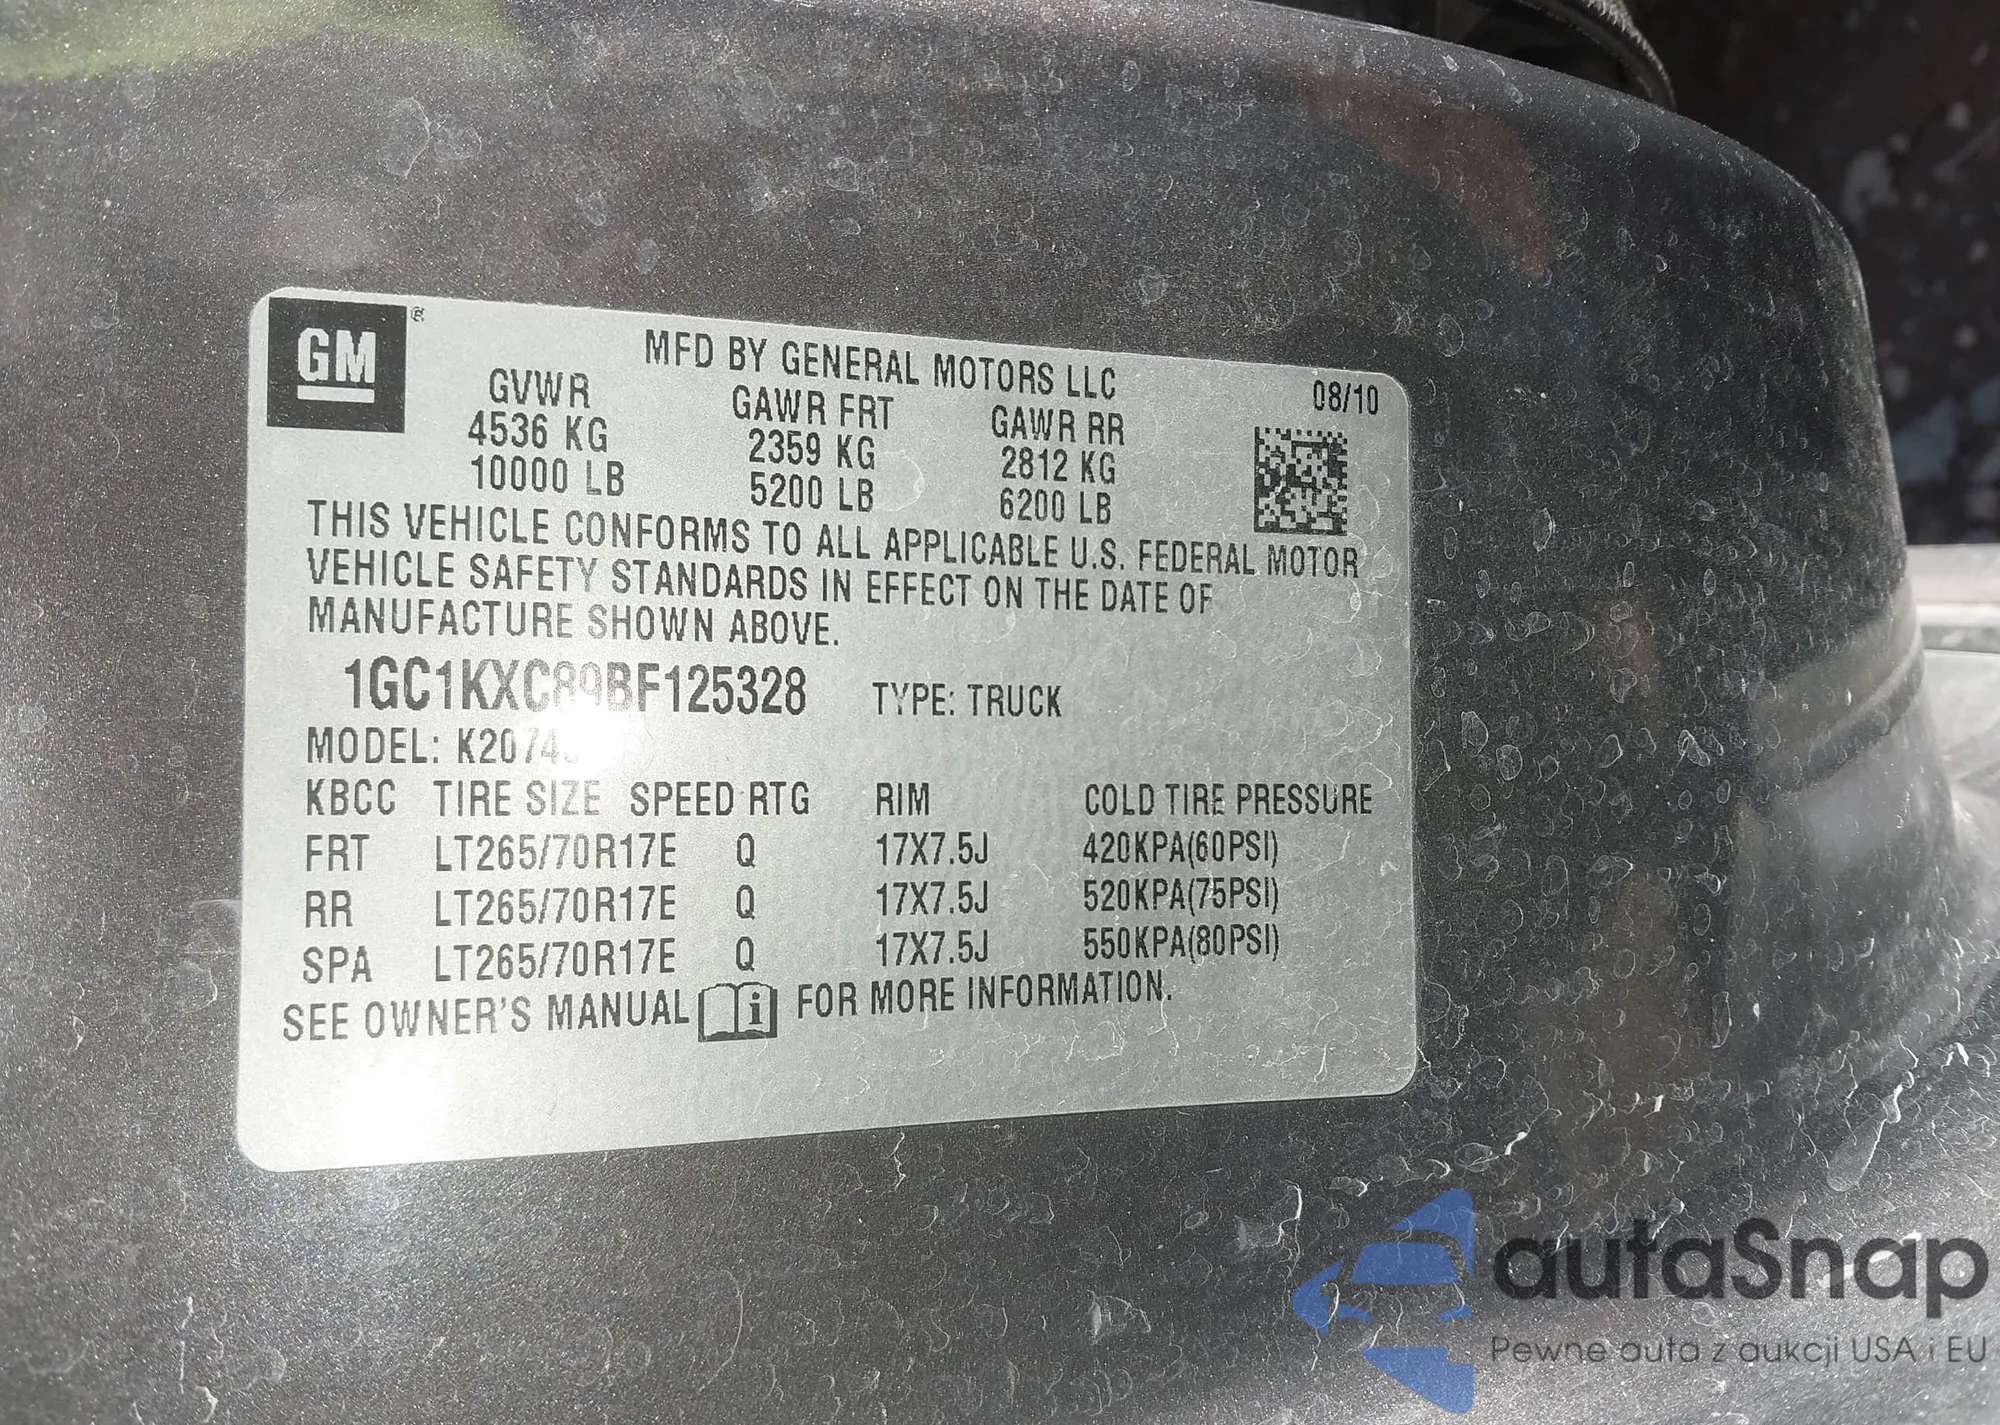 GM
MFD BY GENERAL MOTORS LLC
08/10
GVWR GAWR FRT GAWR RR
4536 KG 2359 KG 2812 KG
10000 LB 5200 LB 6200 LB
THIS VEHICLE CONFORMS TO ALL APPLICABLE U.S. FEDERAL MOTOR
VEHICLE SAFETY STANDARDS IN EFFECT ON THE DATE OF
MANUFACTURE SHOWN ABOVE.
1GC1KXC89BF125328 TYPE: TRUCK
MODEL:
KBCC TIRE SIZE SPEED RTG RIM COLD TIRE PRESSURE
FRT LT265/70R17E Q 17X7.5J 420KPA(60PSI)
RR LT265/70R17E Q 17X7.5J 520KPA(75PSI)
SPA LT265/70R17E Q 17X7.5J 550KPA(80PSI)
SEE OWNER'S MANUAL i FOR MORE INFORMATION.
autaSnap
Pewne auta z aukcji USA i EU